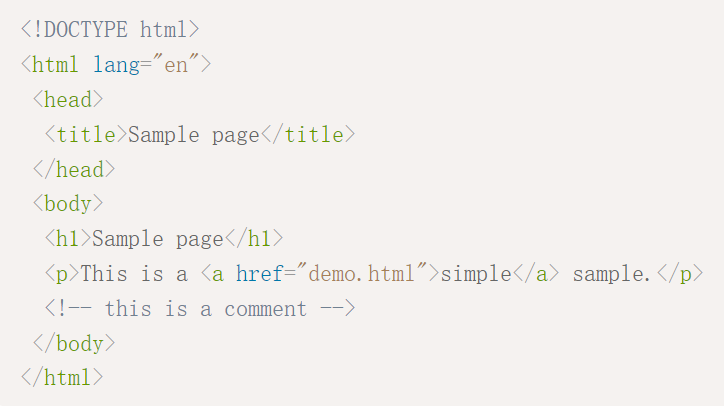 <!DOCTYPE html>
<html lang="en">
 <head>
  <title>Sample page</title>
 </head>
 <body>
  <h1>Sample page</h1>
  <p>This is a <a href="demo.html">simple</a> sample.</p>
  <!-- this is a comment -->
 </body>
</html>